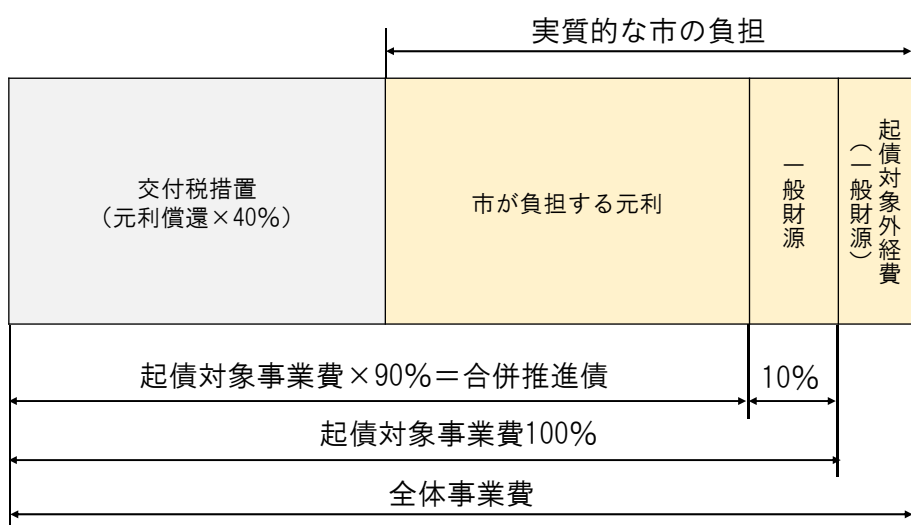 実質的な市の負担
交付税措置
（元利償還×40％）
市が負担する元利
一般財源
起債対象外経費
（一般財源）
起債対象事業費×90％＝合併推進債
10％
起債対象事業費100％
全体事業費